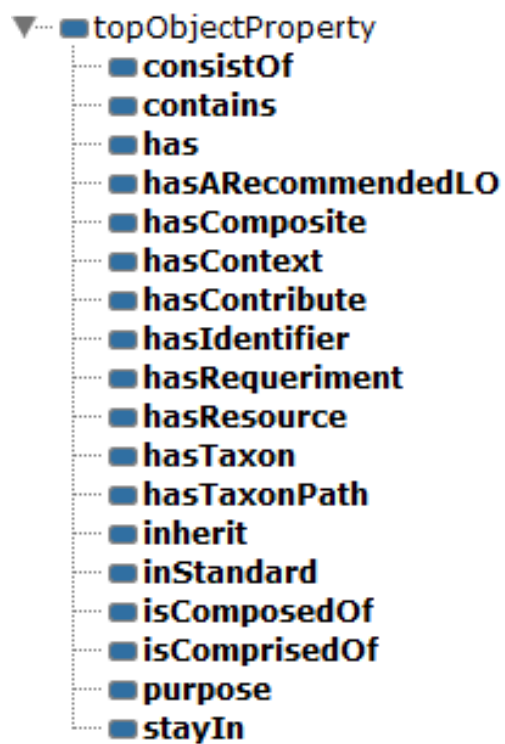 topObjectProperty
consistOf
contains
has
hasARecommendedLO
hasComposite
hasContext
hasContribute
hasIdentifier
hasRequeriment
hasResource
hasTaxon
hasTaxonPath
inherit
inStandard
isComposedOf
isComprisedOf
purpose
stayIn